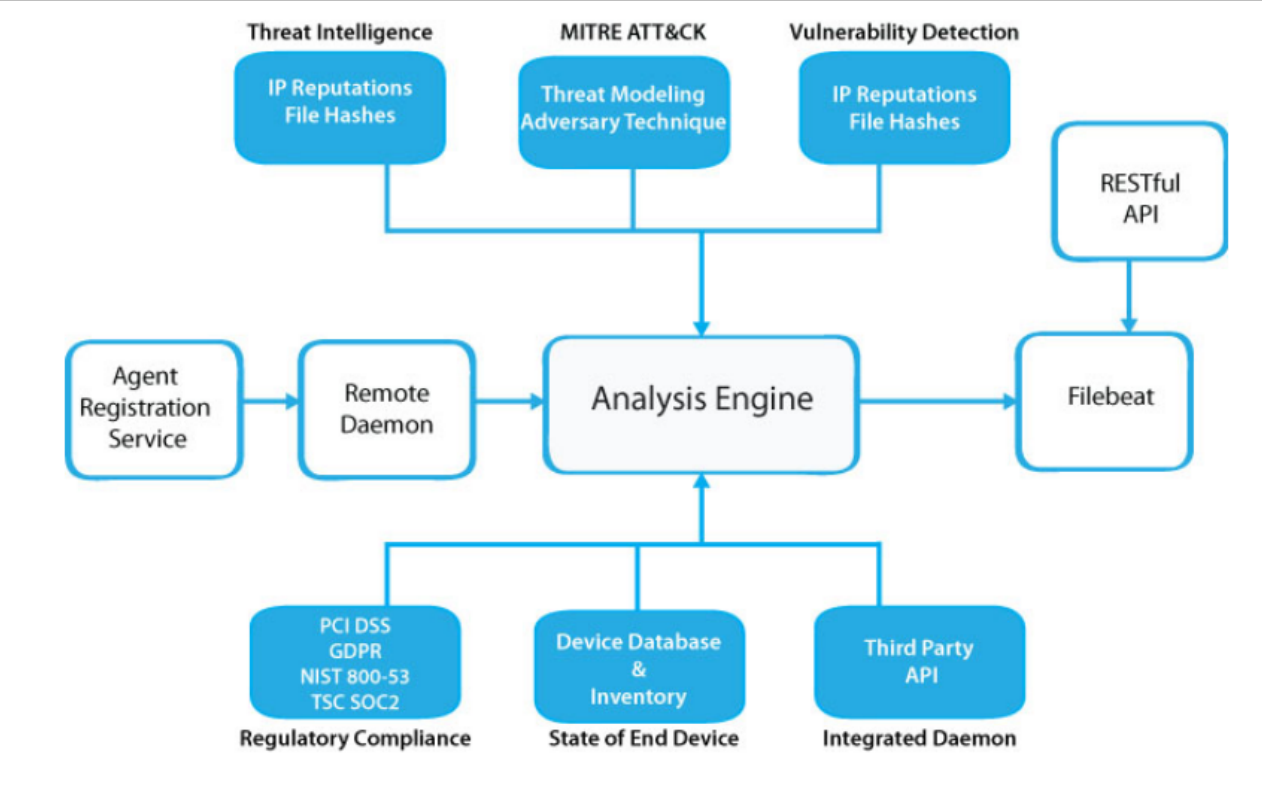 Threat Intelligence
IP Reputations
File Hashes
MITRE ATT&CK
Threat Modeling
Adversary Technique
Vulnerability Detection
IP Reputations
File Hashes
RESTful
API
Agent
Registration
Service
Remote
Daemon
Analysis Engine
Filebeat
PCI DSS
GDPR
NIST 800-53
TSC SOC2
Regulatory Compliance
Device Database
&
Inventory
State of End Device
Third Party
API
Integrated Daemon